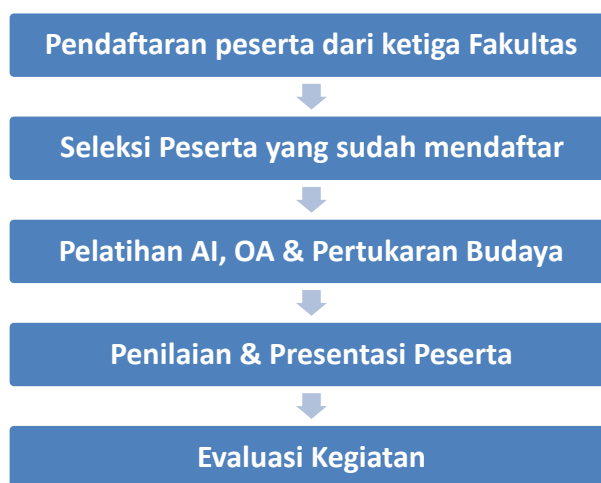 Pendaftaran peserta dari ketiga Fakultas
Seleksi Peserta yang sudah mendaftar
Pelatihan AI, OA & Pertukaran Budaya
Penilaian & Presentasi Peserta
Evaluasi Kegiatan